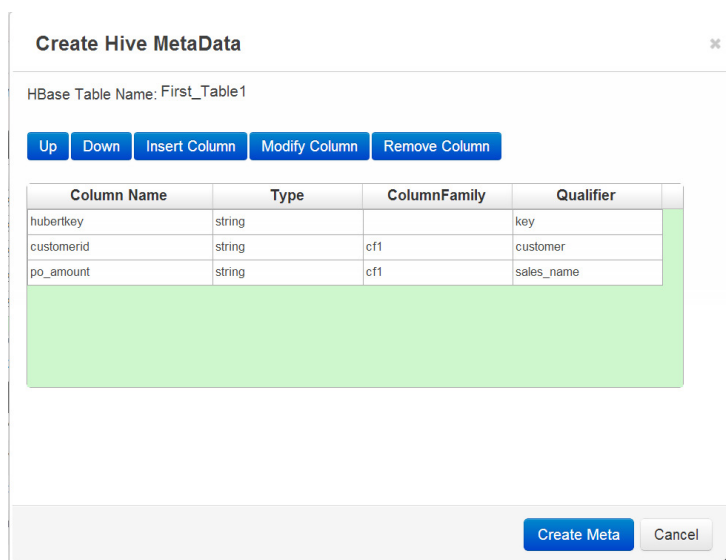 Create Hive MetaData ×
HBase Table Name: First_Table1
Up Down Insert Column Modify Column Remove Column
Column Name Type ColumnFamily Qualifier
hubertkey string key
customerid string cf1 customer
po_amount string cf1 sales_name
Create Meta Cancel